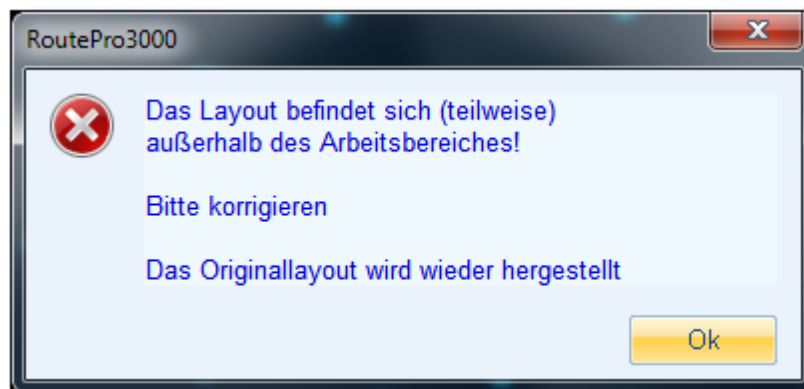 RoutePro3000
Das Layout befindet sich (teilweise)
außerhalb des Arbeitsbereiches!
Bitte korrigieren
Das Originallayout wird wieder hergestellt
Ok